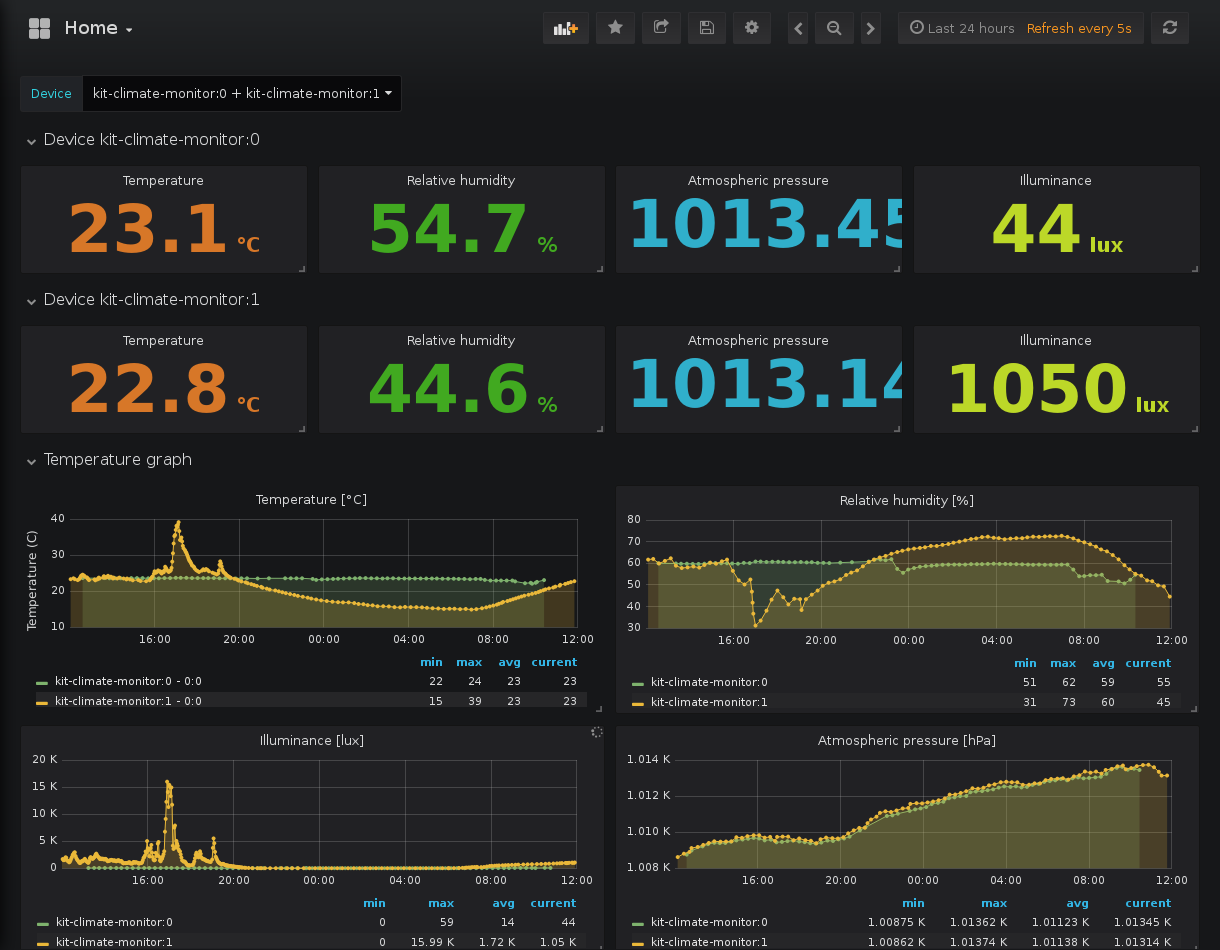 Home
Last 24 hours Refresh every 5s
Device kit-climate-monitor:0 + kit-climate-monitor:1
Device kit-climate-monitor:0
Temperature Relative humidity Atmospheric pressure Illuminance
23.1 °C 54.7 % 1013.45 44 lux
Device kit-climate-monitor:1
Temperature Relative humidity Atmospheric pressure Illuminance
22.8 °C 44.6 % 1013.14 1050 lux
Temperature graph
Temperature [°C]
Temperature (C)
40
30
20
10
16:00 20:00 00:00 04:00 08:00 12:00
min max avg current
kit-climate-monitor:0 - 0:0 22 24 23 23
kit-climate-monitor:1 - 0:0 15 39 23 23
Relative humidity [%]
80
70
60
50
40
30
16:00 20:00 00:00 04:00 08:00 12:00
min max avg current
kit-climate-monitor:0 51 62 59 55
kit-climate-monitor:1 31 73 60 45
Illuminance [lux]
20 K
15 K
10 K
5 K
0
16:00 20:00 00:00 04:00 08:00 12:00
min max avg current
kit-climate-monitor:0 0 59 14 44
kit-climate-monitor:1 0 15.99 K 1.72 K 1.05 K
Atmospheric pressure [hPa]
1.014 K
1.012 K
1.010 K
1.008 K
16:00 20:00 00:00 04:00 08:00 12:00
min max avg current
kit-climate-monitor:0 1.00875 K 1.01362 K 1.01123 K 1.01345 K
kit-climate-monitor:1 1.00862 K 1.01374 K 1.01138 K 1.01314 K